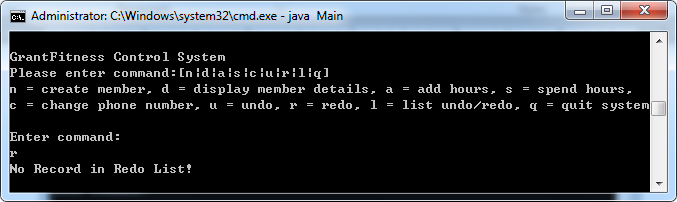 Administrator: C:\Windows\system32\cmd.exe - java Main
GrantFitness Control System
Please enter command:[n|d|a|s|c|u|r|l|q]
n = create member, d = display member details, a = add hours, s = spend hours,
c = change phone number, u = undo, r = redo, l = list undo/redo, q = quit system
Enter command:
r
No Record in Redo List!